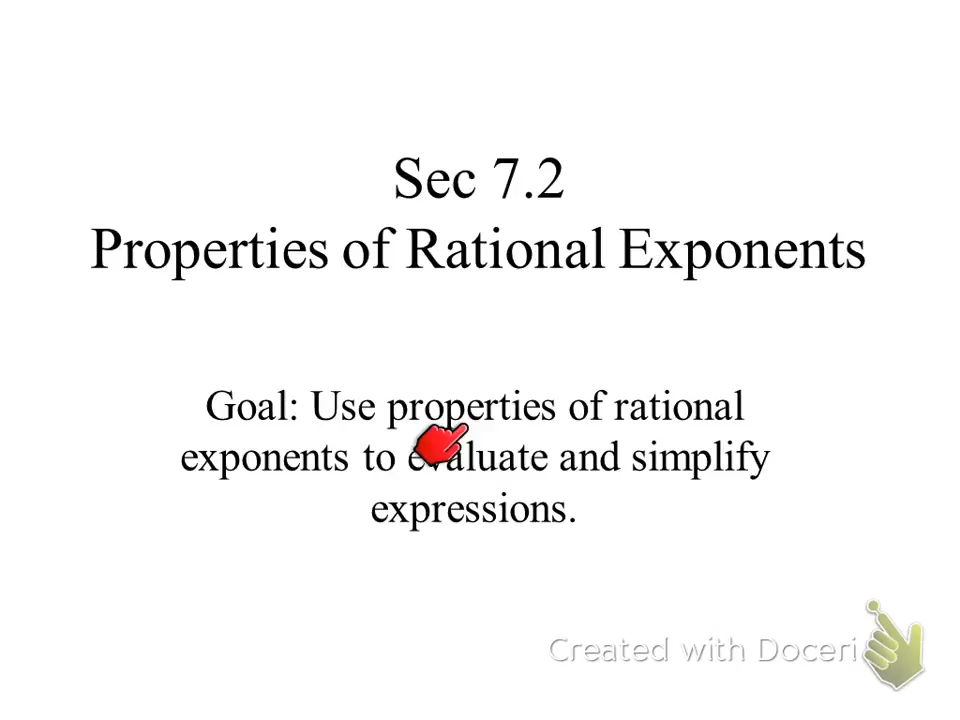 Sec 7.2
Properties of Rational Exponents
Goal: Use properties of rational
exponents to evaluate and simplify
expressions.
Created with Doceri